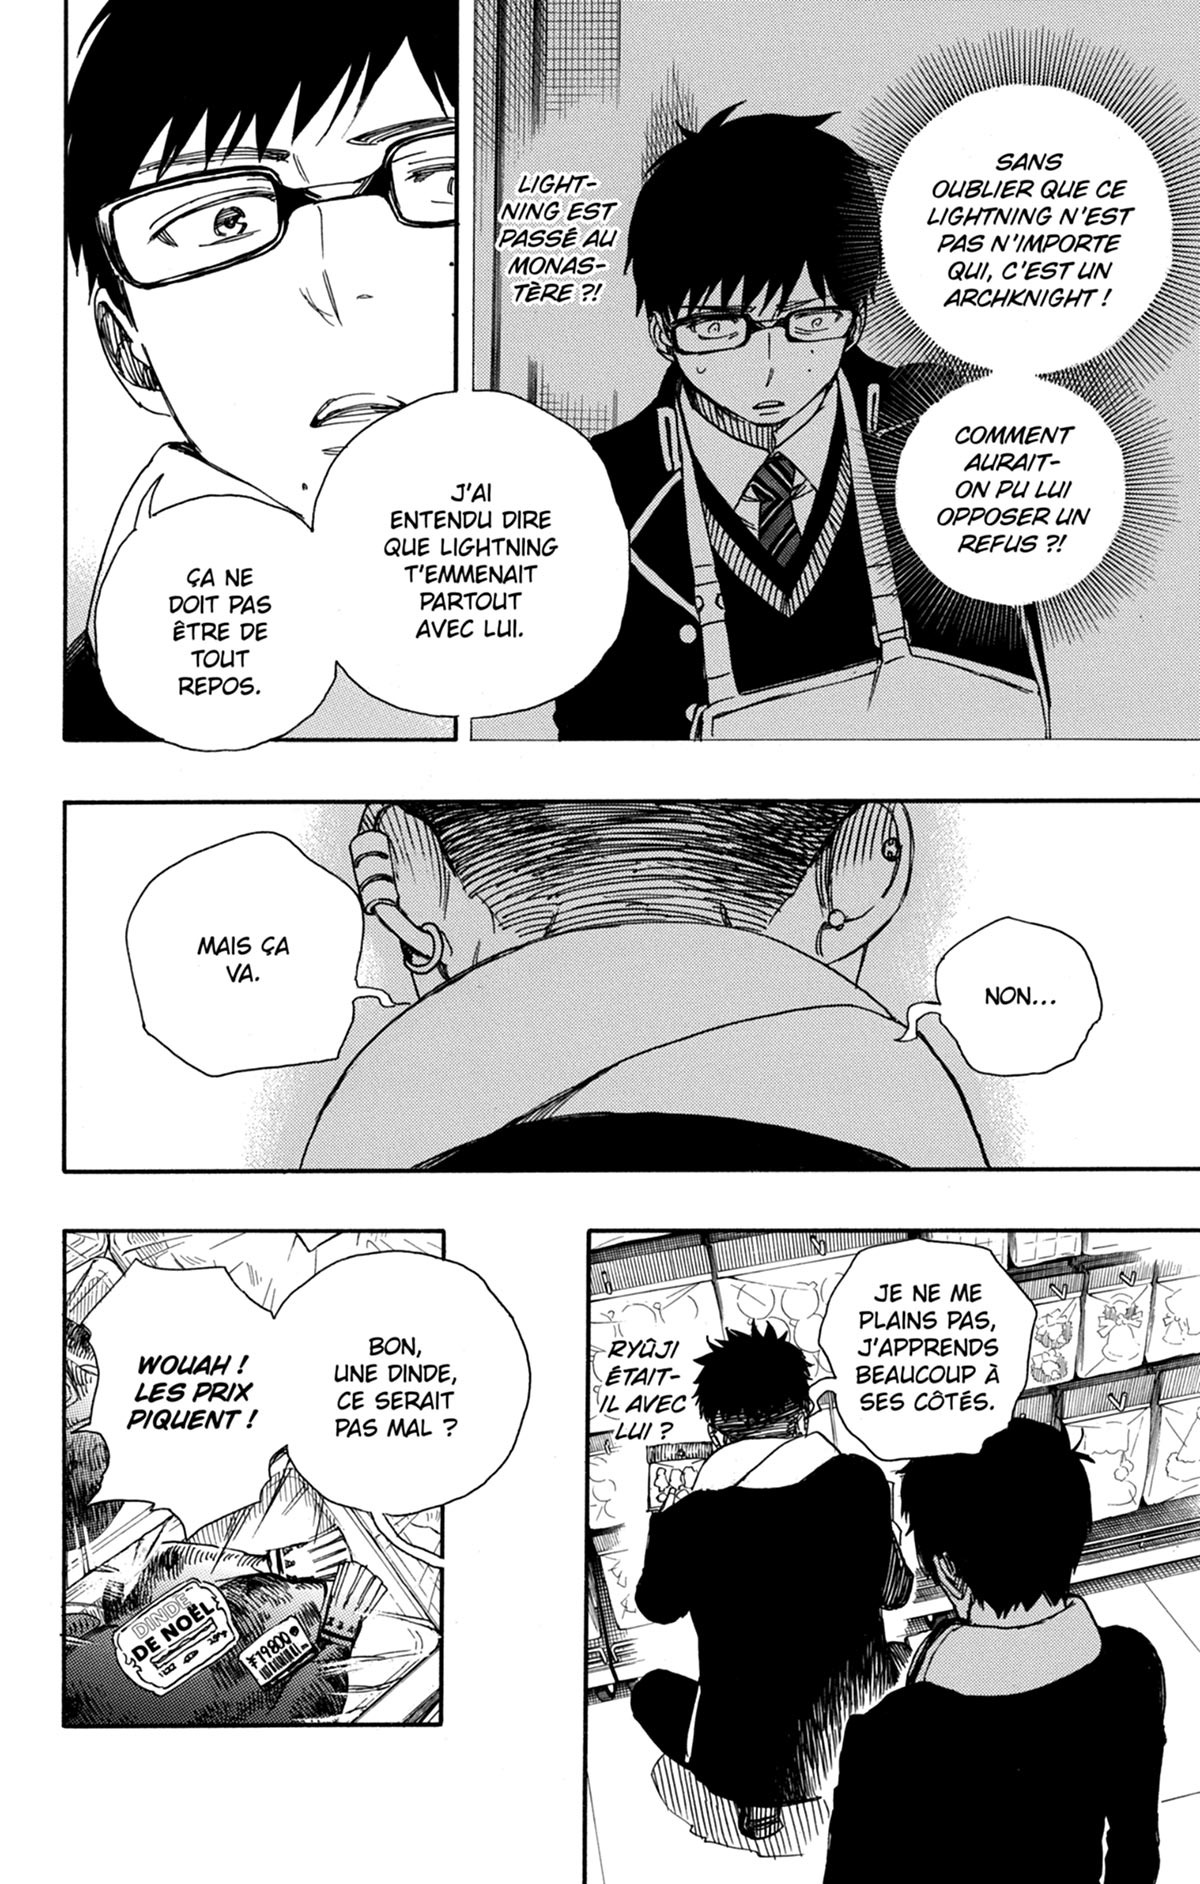 SANS
OUBLIER QUE CE
LIGHTNING N'EST
PAS N'IMPORTE
QUI, C'EST UN
ARCHKNIGHT !
COMMENT
AURAIT-
ON PU LUI
OPPOSER UN
REFUS ?!
LIGHT-
NING EST
PASSÉ AU
MONAS-
TÈRE ?!
J'AI
ENTENDU DIRE
QUE LIGHTNING
T'EMMENAIT
PARTOUT
AVEC LUI.
ÇA NE
DOIT PAS
ÊTRE DE
TOUT
REPOS.
NON...
MAIS ÇA
VA.
JE NE ME
PLAINS PAS,
J'APPRENDS
BEAUCOUP À
SES CÔTÉS.
RYÛJI
ÉTAIT-
IL AVEC
LUI ?
BON,
UNE DINDE,
CE SERAIT
PAS MAL ?
WOUAH !
LES PRIX
PIQUENT !
DINDE
DE NOËL
¥19800